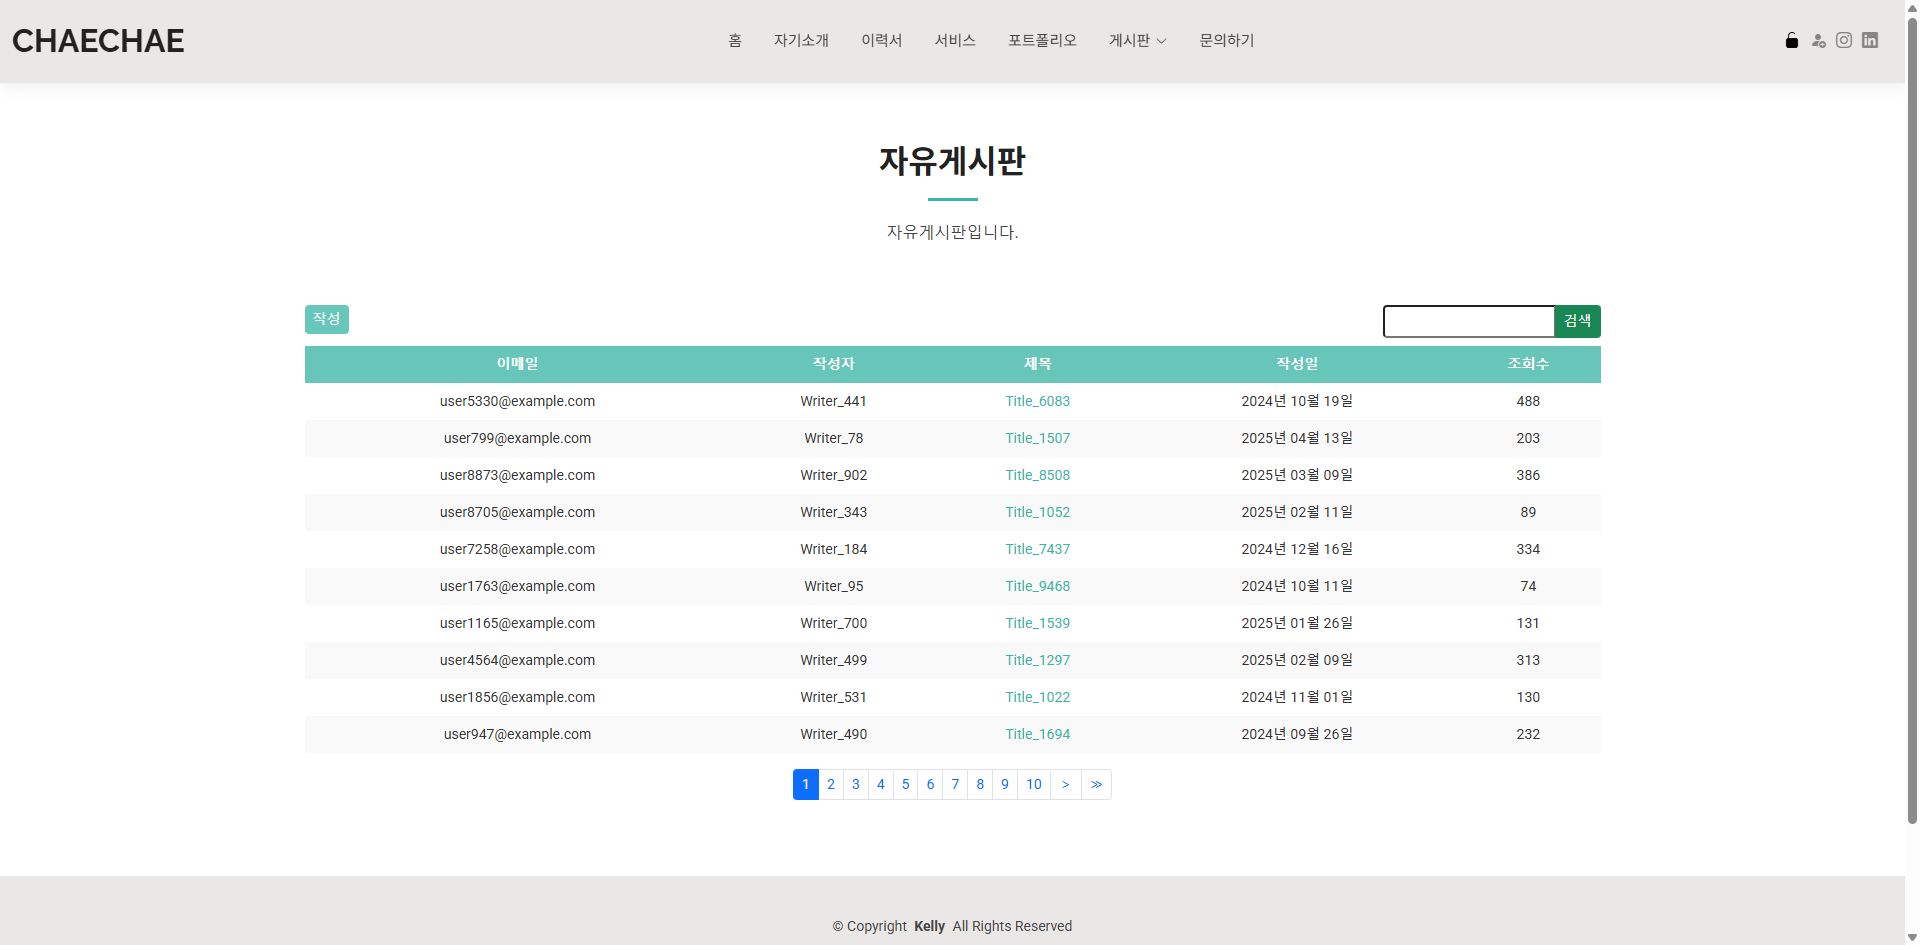 CHAECHAE
홈 자기소개 이력서 서비스 포트폴리오 게시판 문의하기
자유게시판
자유게시판입니다.
작성 검색
이메일 작성자 제목 작성일 조회수
user5330@example.com Writer_441 Title_6083 2024년 10월 19일 488
user799@example.com Writer_78 Title_1507 2025년 04월 13일 203
user8873@example.com Writer_902 Title_8508 2025년 03월 09일 386
user8705@example.com Writer_343 Title_1052 2025년 02월 11일 89
user7258@example.com Writer_184 Title_7437 2024년 12월 16일 334
user1763@example.com Writer_95 Title_9468 2024년 10월 11일 74
user1165@example.com Writer_700 Title_1539 2025년 01월 26일 131
user4564@example.com Writer_499 Title_1297 2025년 02월 09일 313
user1856@example.com Writer_531 Title_1022 2024년 11월 01일 130
user947@example.com Writer_490 Title_1694 2024년 09월 26일 232
1 2 3 4 5 6 7 8 9 10 > ≫
© Copyright Kelly All Rights Reserved